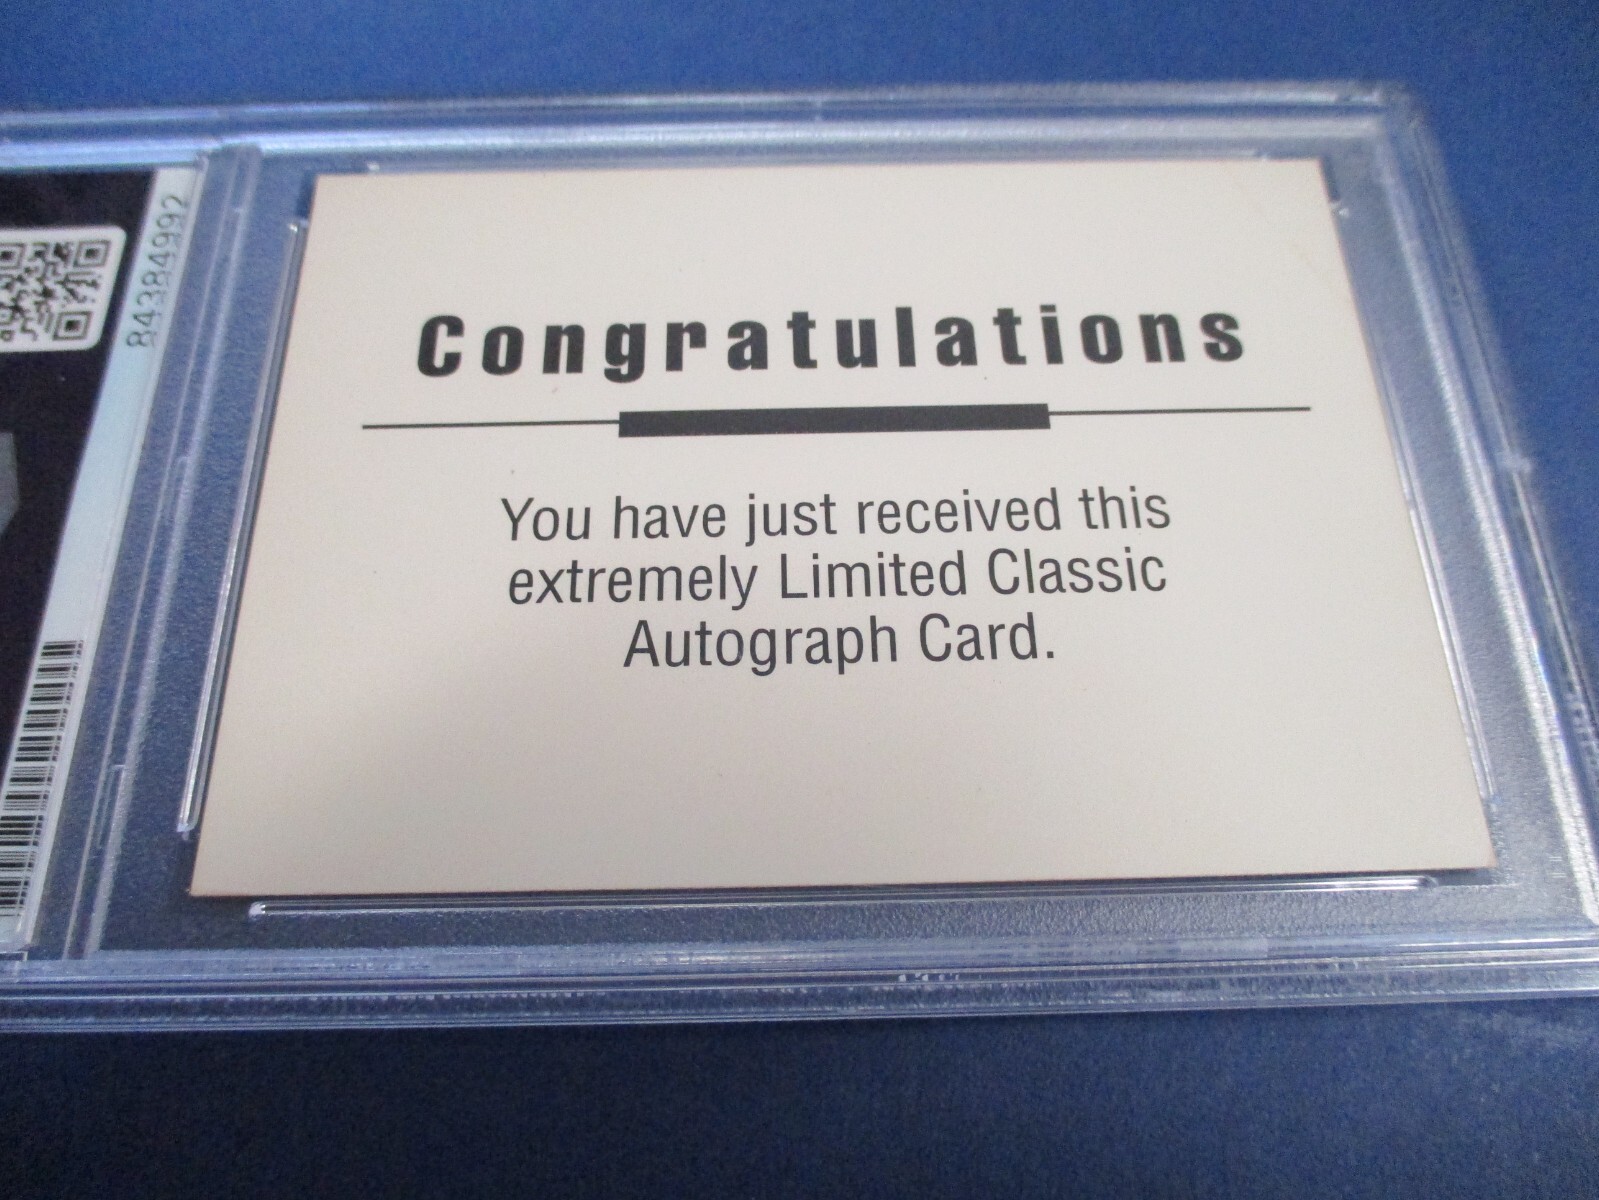 84384992
Congratulations
You have just received this
extremely Limited Classic
Autograph Card.